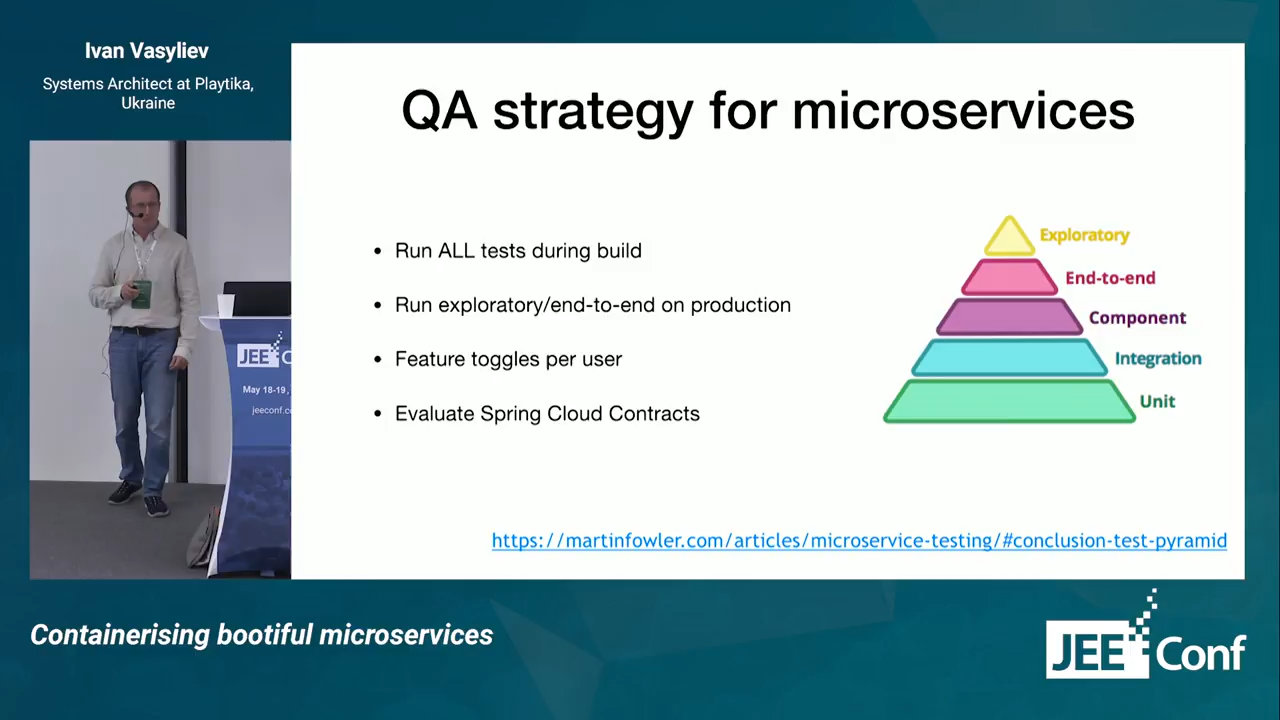 Ivan Vasyliev
Systems Architect at Playtika,
Ukraine
QA strategy for microservices
• Run ALL tests during build
• Run exploratory/end-to-end on production
• Feature toggles per user
• Evaluate Spring Cloud Contracts
Exploratory
End-to-end
Component
Integration
Unit
https://martinfowler.com/articles/microservice-testing/#conclusion-test-pyramid
JEE C
May 18-19,
jeeconf.c
Containerising bootiful microservices
JEE Conf